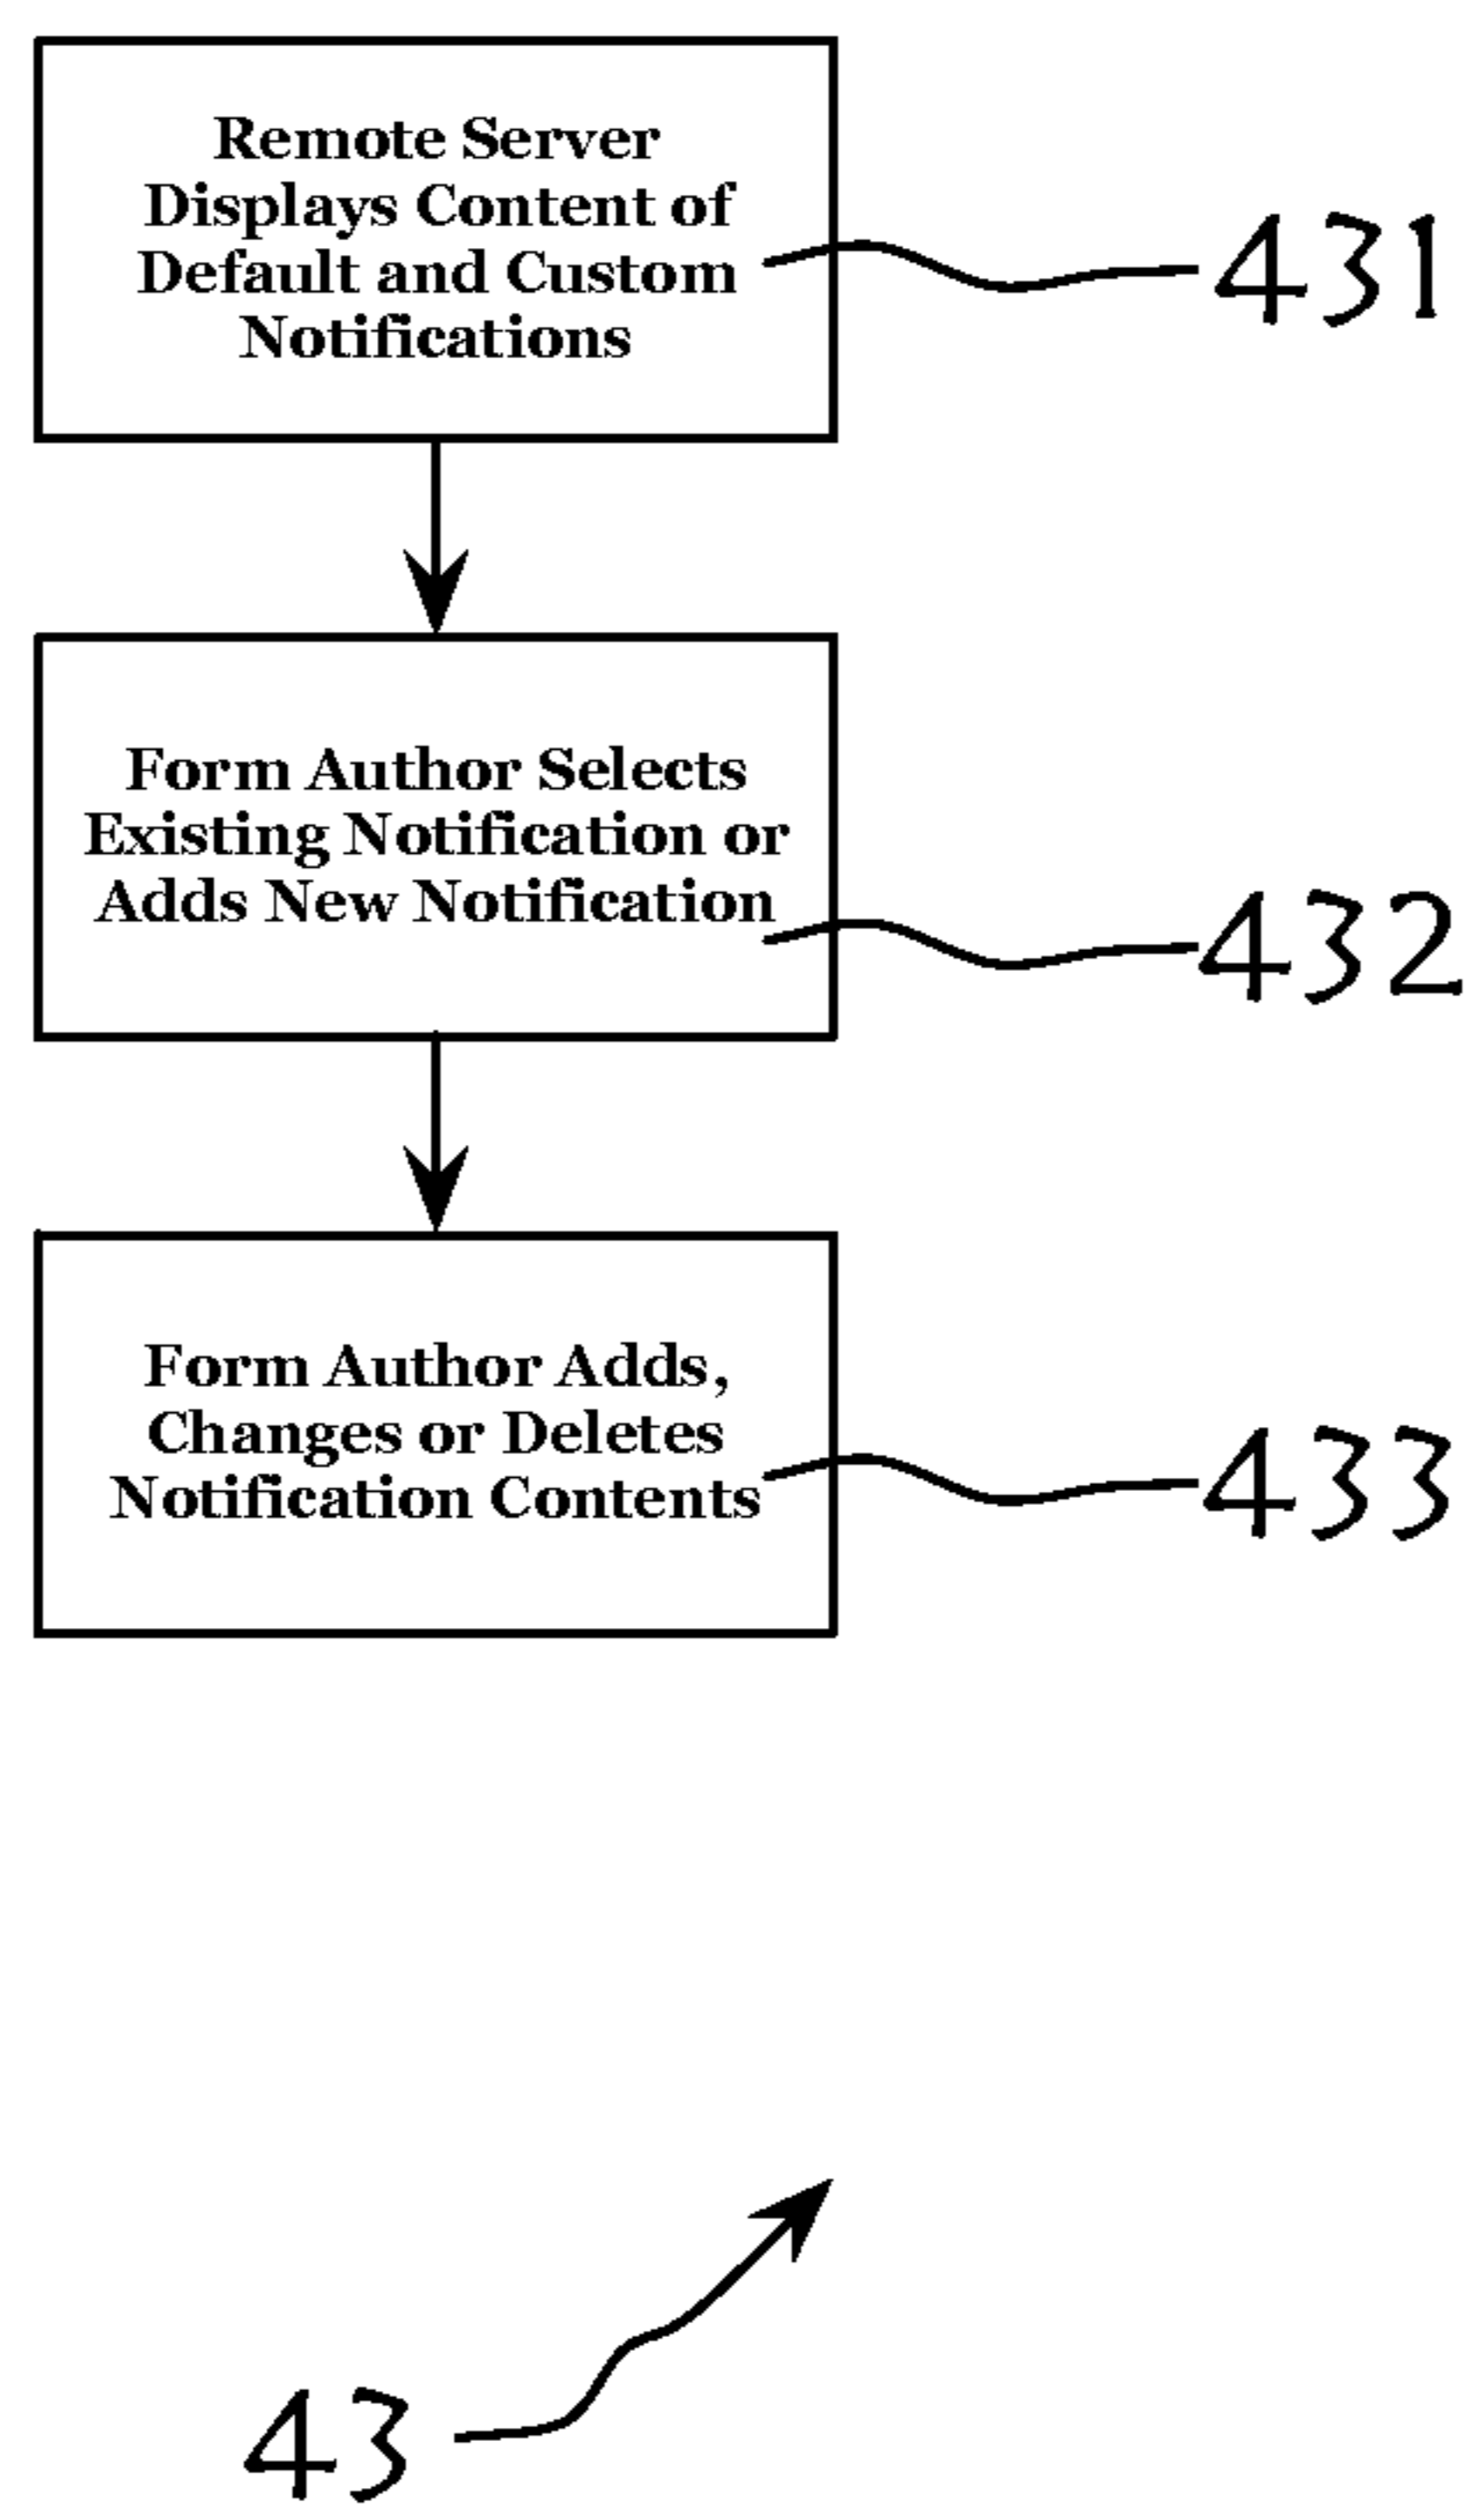 Remote Server
Displays Content of
Default and Custom
Notifications
431
Form Author Selects
Existing Notification or
Adds New Notification
432
Form Author Adds,
Changes or Deletes
Notification Contents
433
43